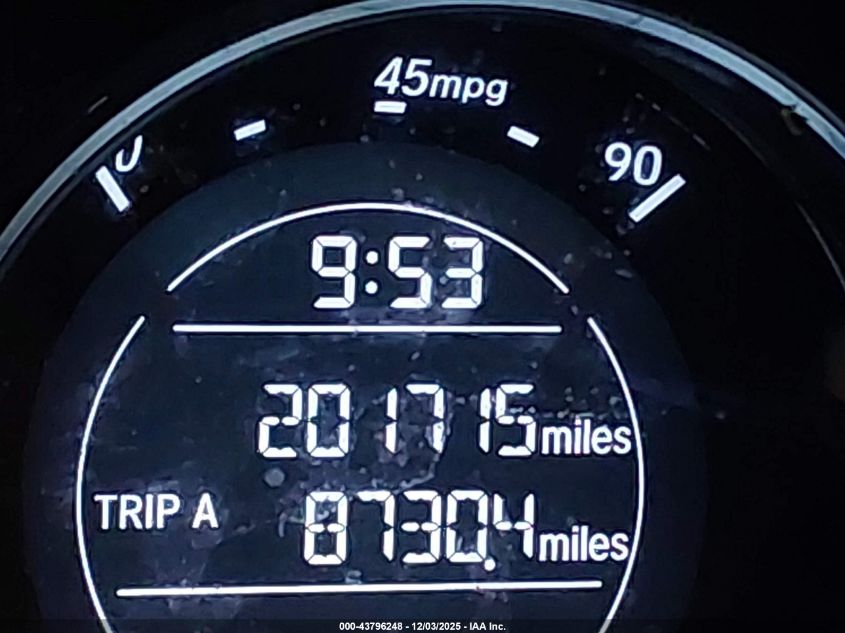 45mpg
0 90
9:53
201715miles
TRIP A 8730.4miles
000-43796248 - 12/03/2025 - IAA Inc.